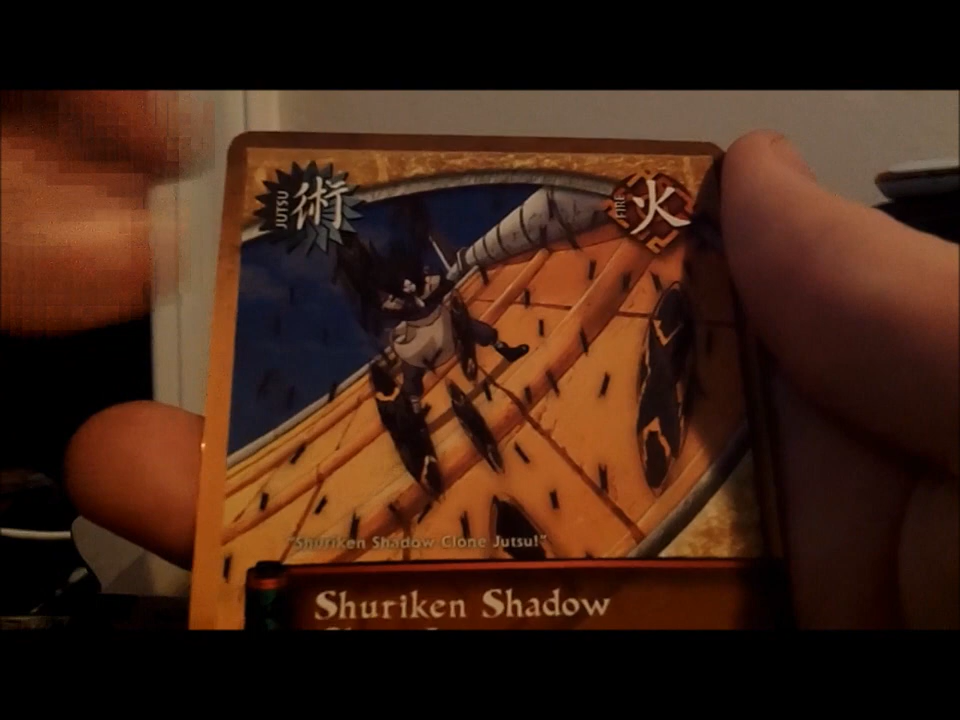 JUTSU 術
FIRE 火
"Shuriken Shadow Clone Jutsu!"
Shuriken Shadow